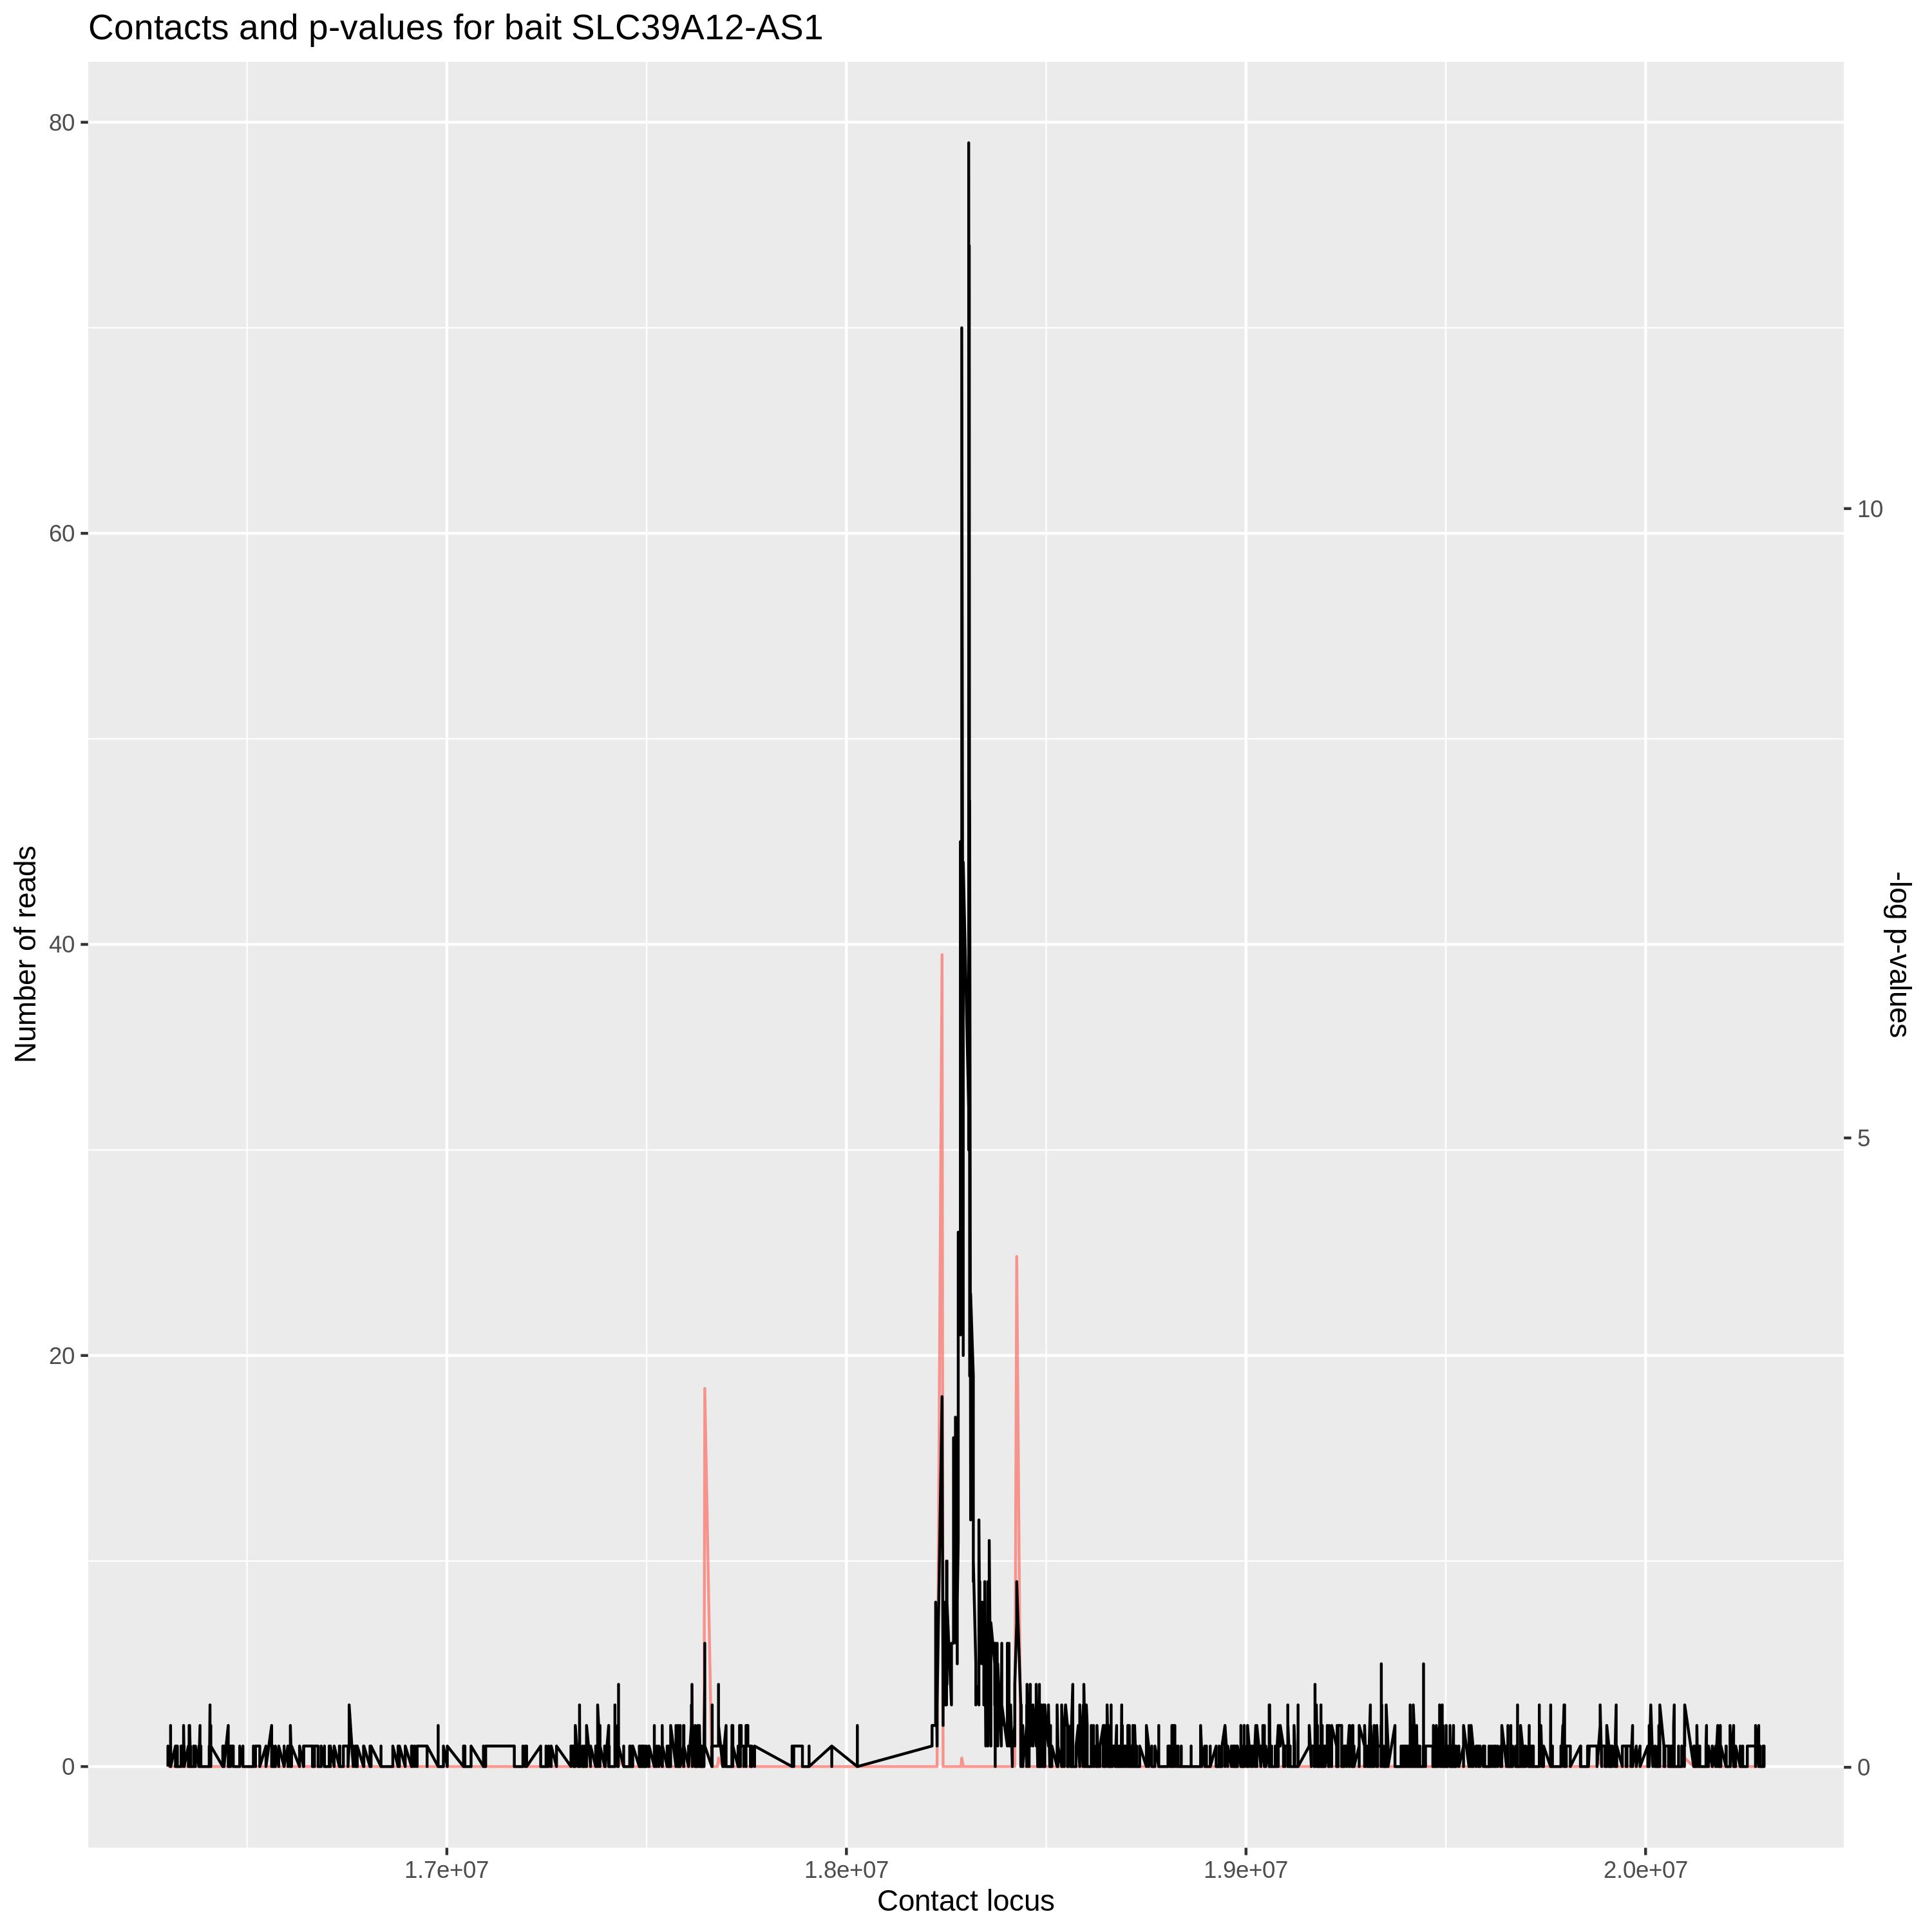 Contacts and p-values for bait SLC39A12-AS1
80
60
40
20
0
Number of reads
10
5
0
-log p-values
1.7e+07 1.8e+07 1.9e+07 2.0e+07
Contact locus